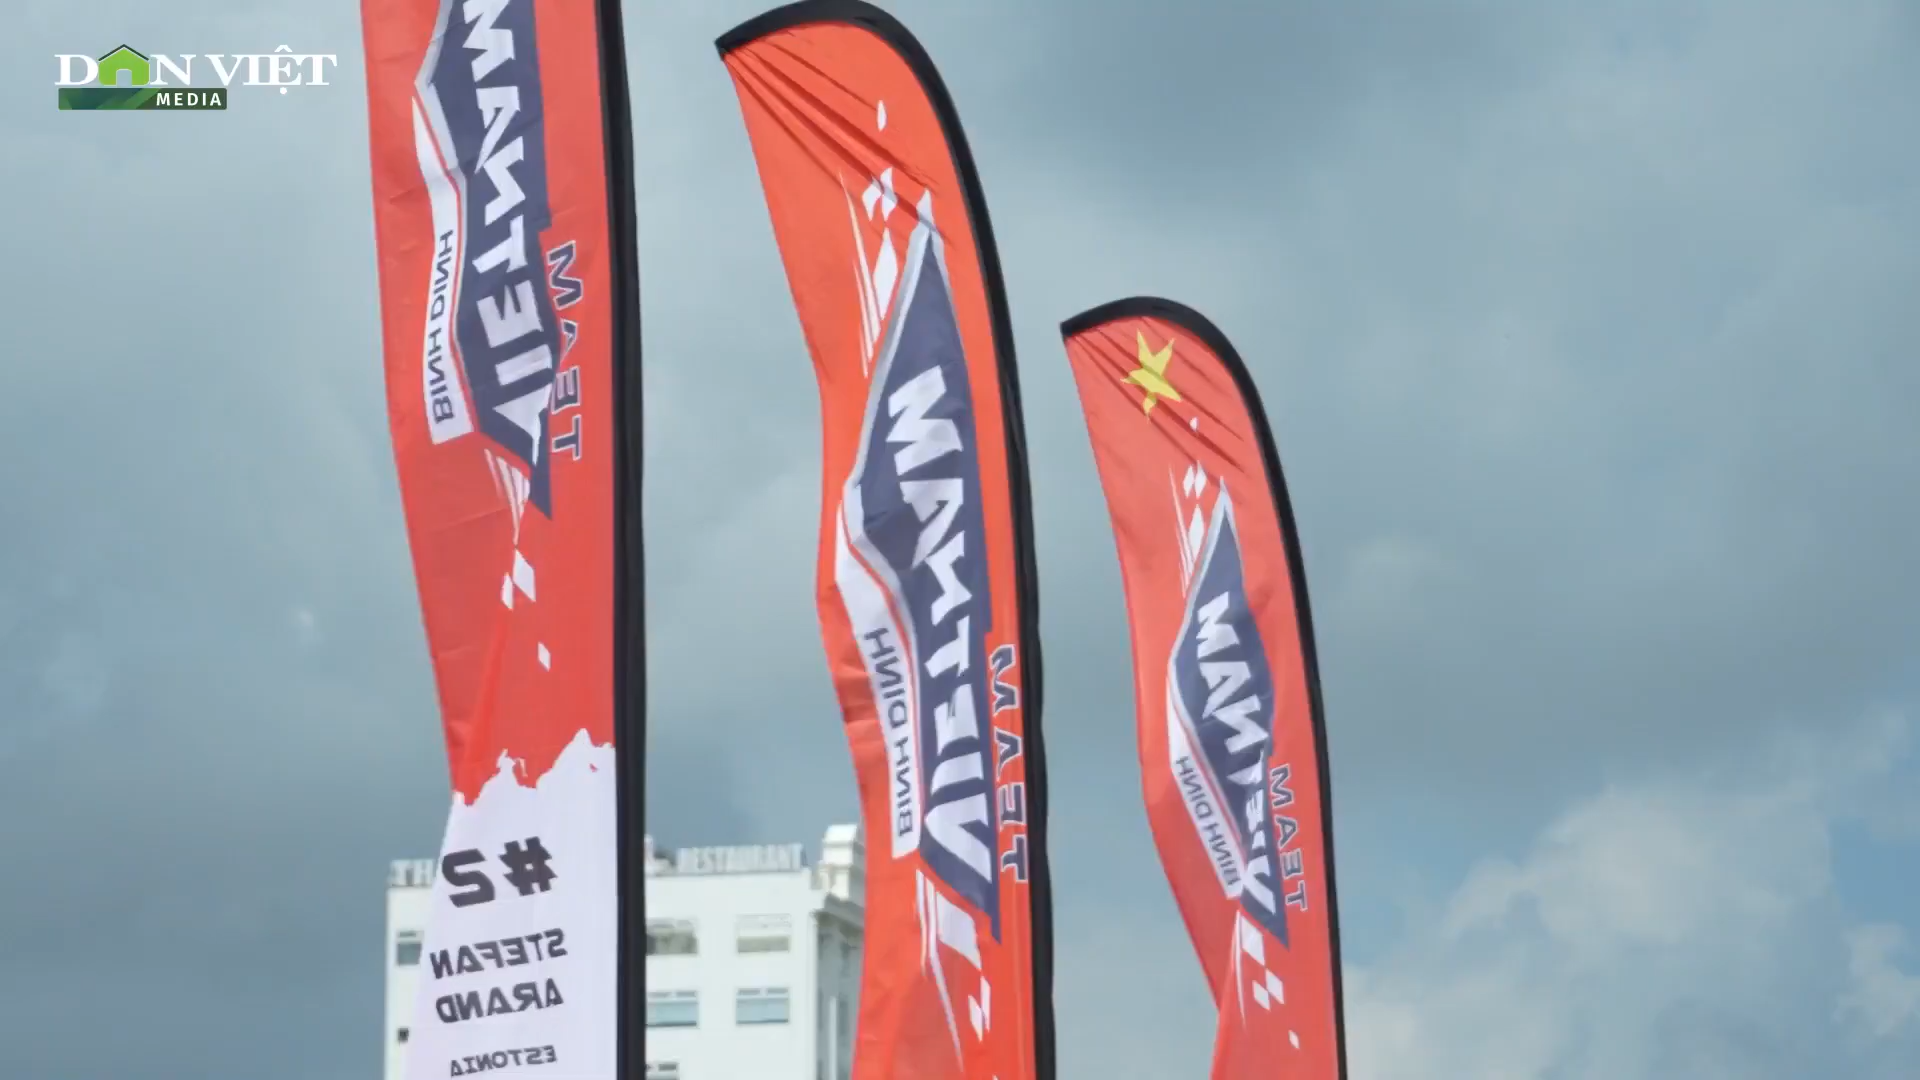 DÂN VIỆT
MEDIA
TEAM
VIETNAM
BINH DINH
#2
STEFAN
ARAND
ESTONIA
TEAM
VIETNAM
BINH DINH
TEAM
VIETNAM
BINH DINH
RESTAURANT